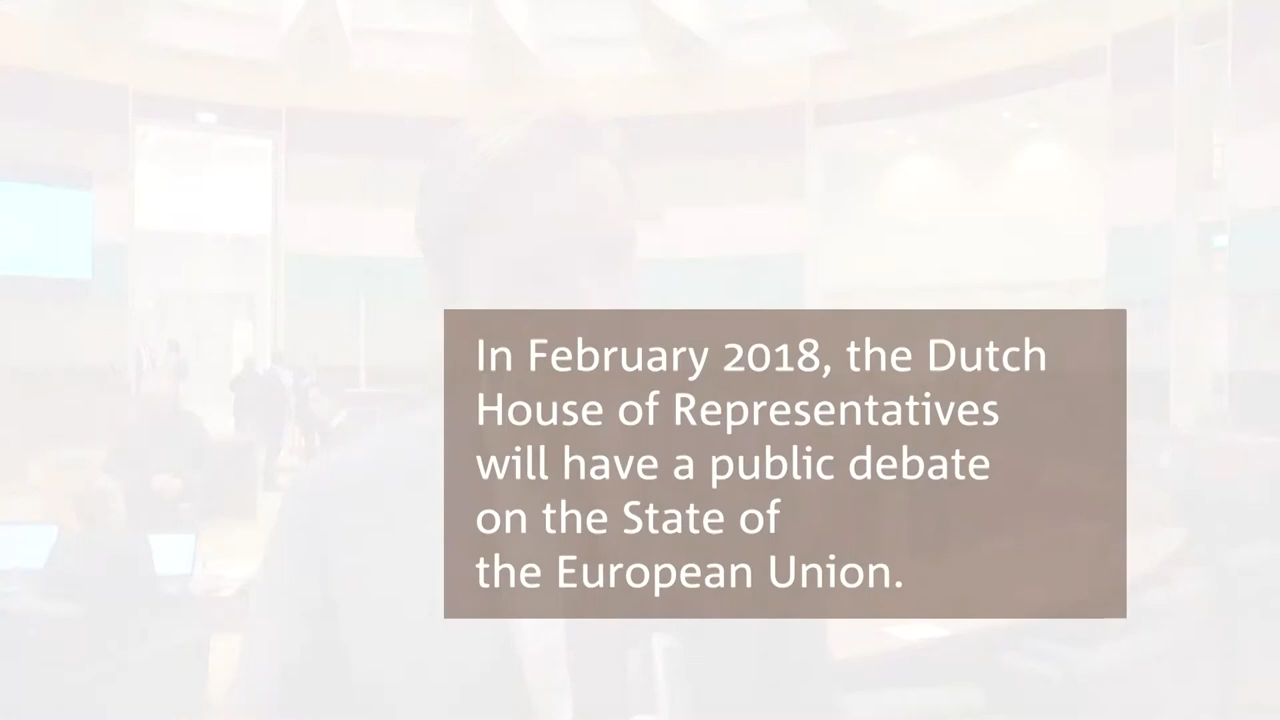 In February 2018, the Dutch
House of Representatives
will have a public debate
on the State of
the European Union.